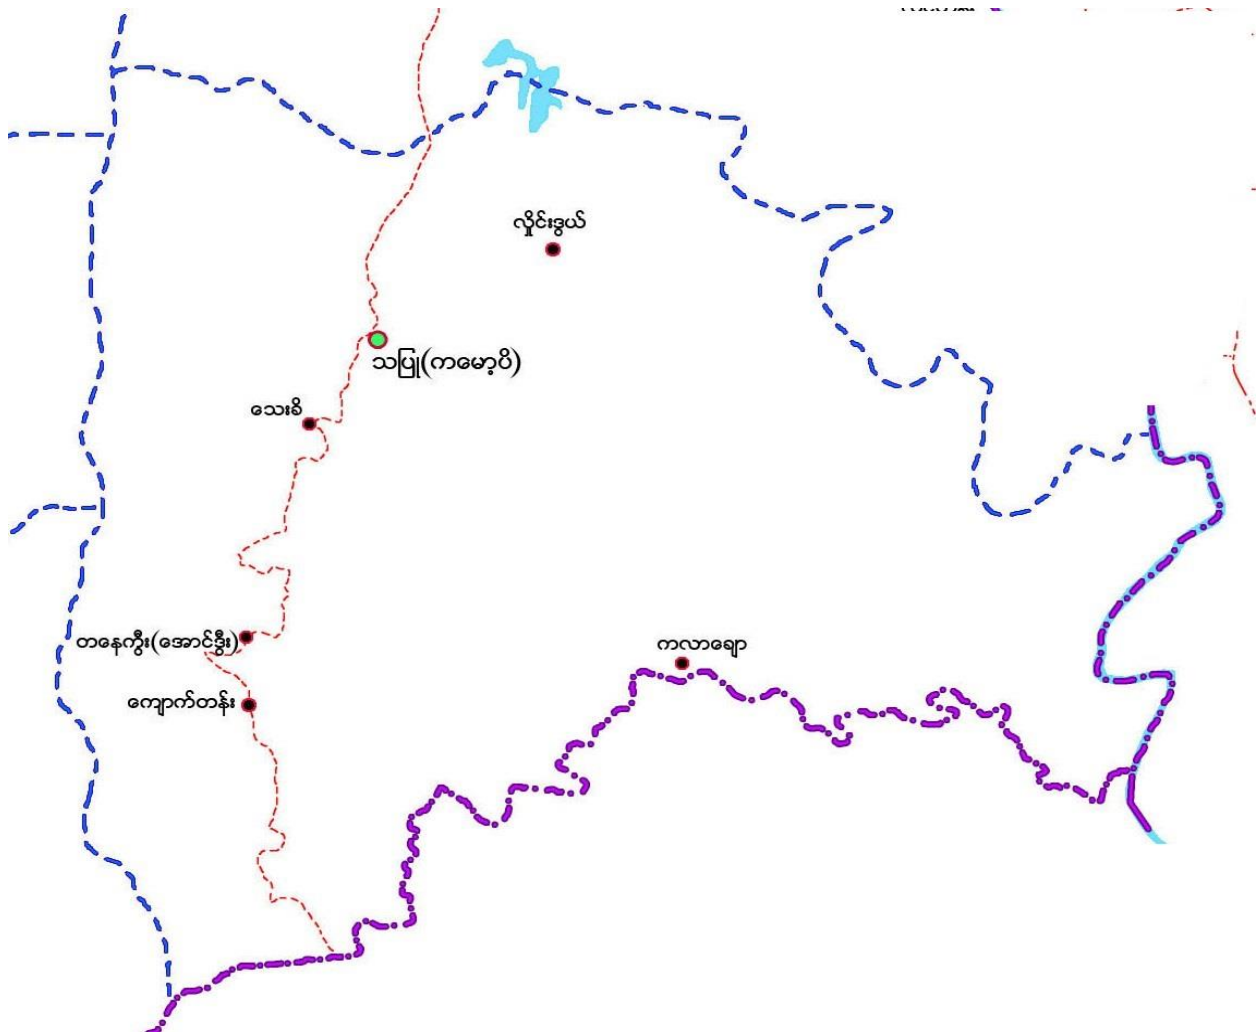 လှိုင်းဒွယ်
သပြု(ကမော့ပိ)
သေးခိ
တနေကွီး(အောင်ဒွီး)
ကလာချော
ကျောက်တန်း